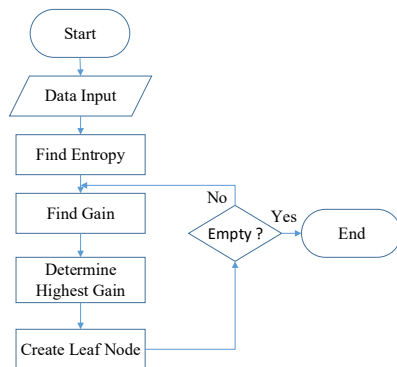 Start
Data Input
Find Entropy
Find Gain
Determine
Highest Gain
Create Leaf Node
No
Empty ?
Yes
End